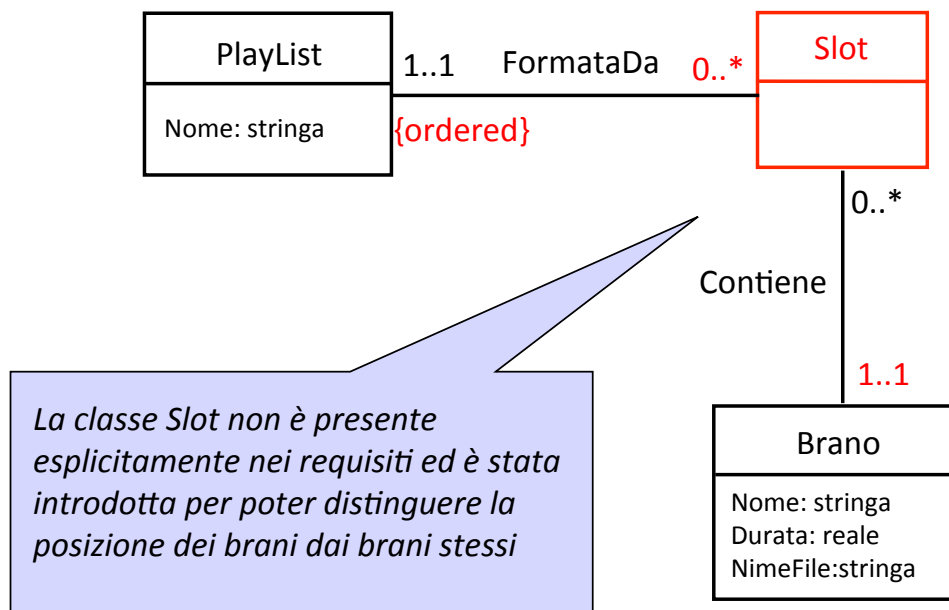 PlayList
Nome: stringa
1..1
FormataDa
0..*
{ordered}
Slot
0..*
Contiene
1..1
Brano
Nome: stringa
Durata: reale
NimeFile:stringa
La classe Slot non è presente
esplicitamente nei requisiti ed è stata
introdotta per poter distinguere la
posizione dei brani dai brani stessi